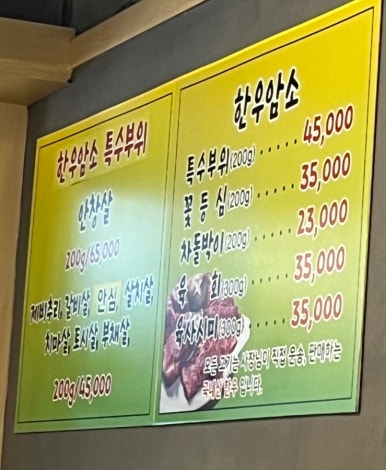 한우암소 특수부위
안창살
200g/65,000
제비추리, 갈비살, 안심, 살치살,
치마살, 토시살, 부채살,
200g/45,000
한우암소
특수부위(200g) ····· 45,000
꽃등심(200g) ····· 35,000
차돌박이(200g) ····· 23,000
육 회(300g) ····· 35,000
육사시미(300g) ····· 35,000
모든 고기는 사장님이 직접 운송, 판매하는
국내산 한우 입니다.